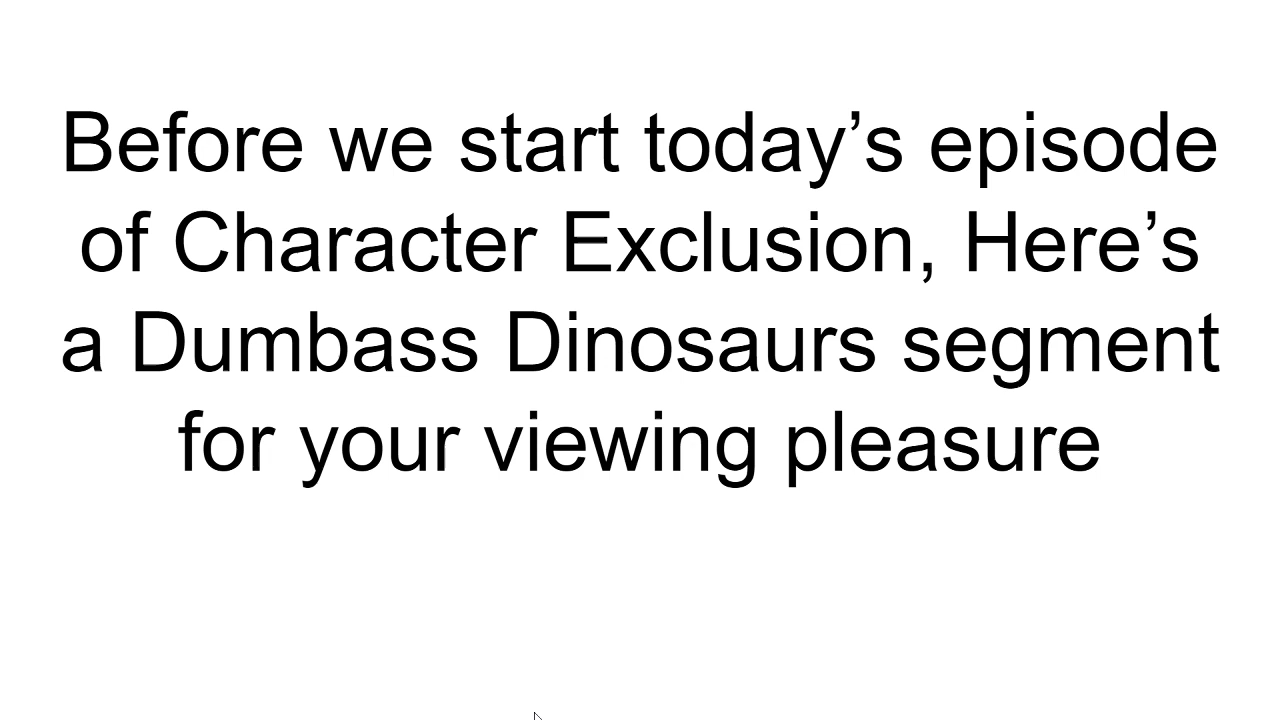 Before we start today’s episode
of Character Exclusion, Here’s
a Dumbass Dinosaurs segment
for your viewing pleasure